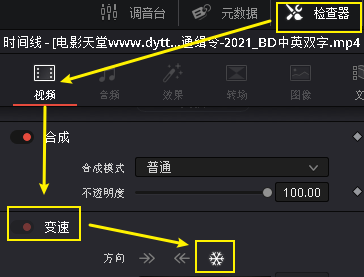 调音台 元数据 检查器
时间线 - [电影天堂www.dytt...通缉令-2021_BD中英双字.mp4
视频 音频 效果 转场 图像 文
合成
合成模式 普通
不透明度 100.00
变速
方向